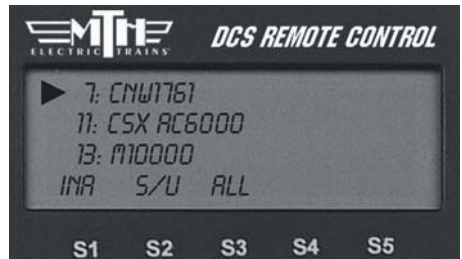 MTH
ELECTRIC TRAINS
DCS REMOTE CONTROL
7: CNW1761
11: CSX AC6000
13: M10000
INA S/U ALL
S1 S2 S3 S4 S5